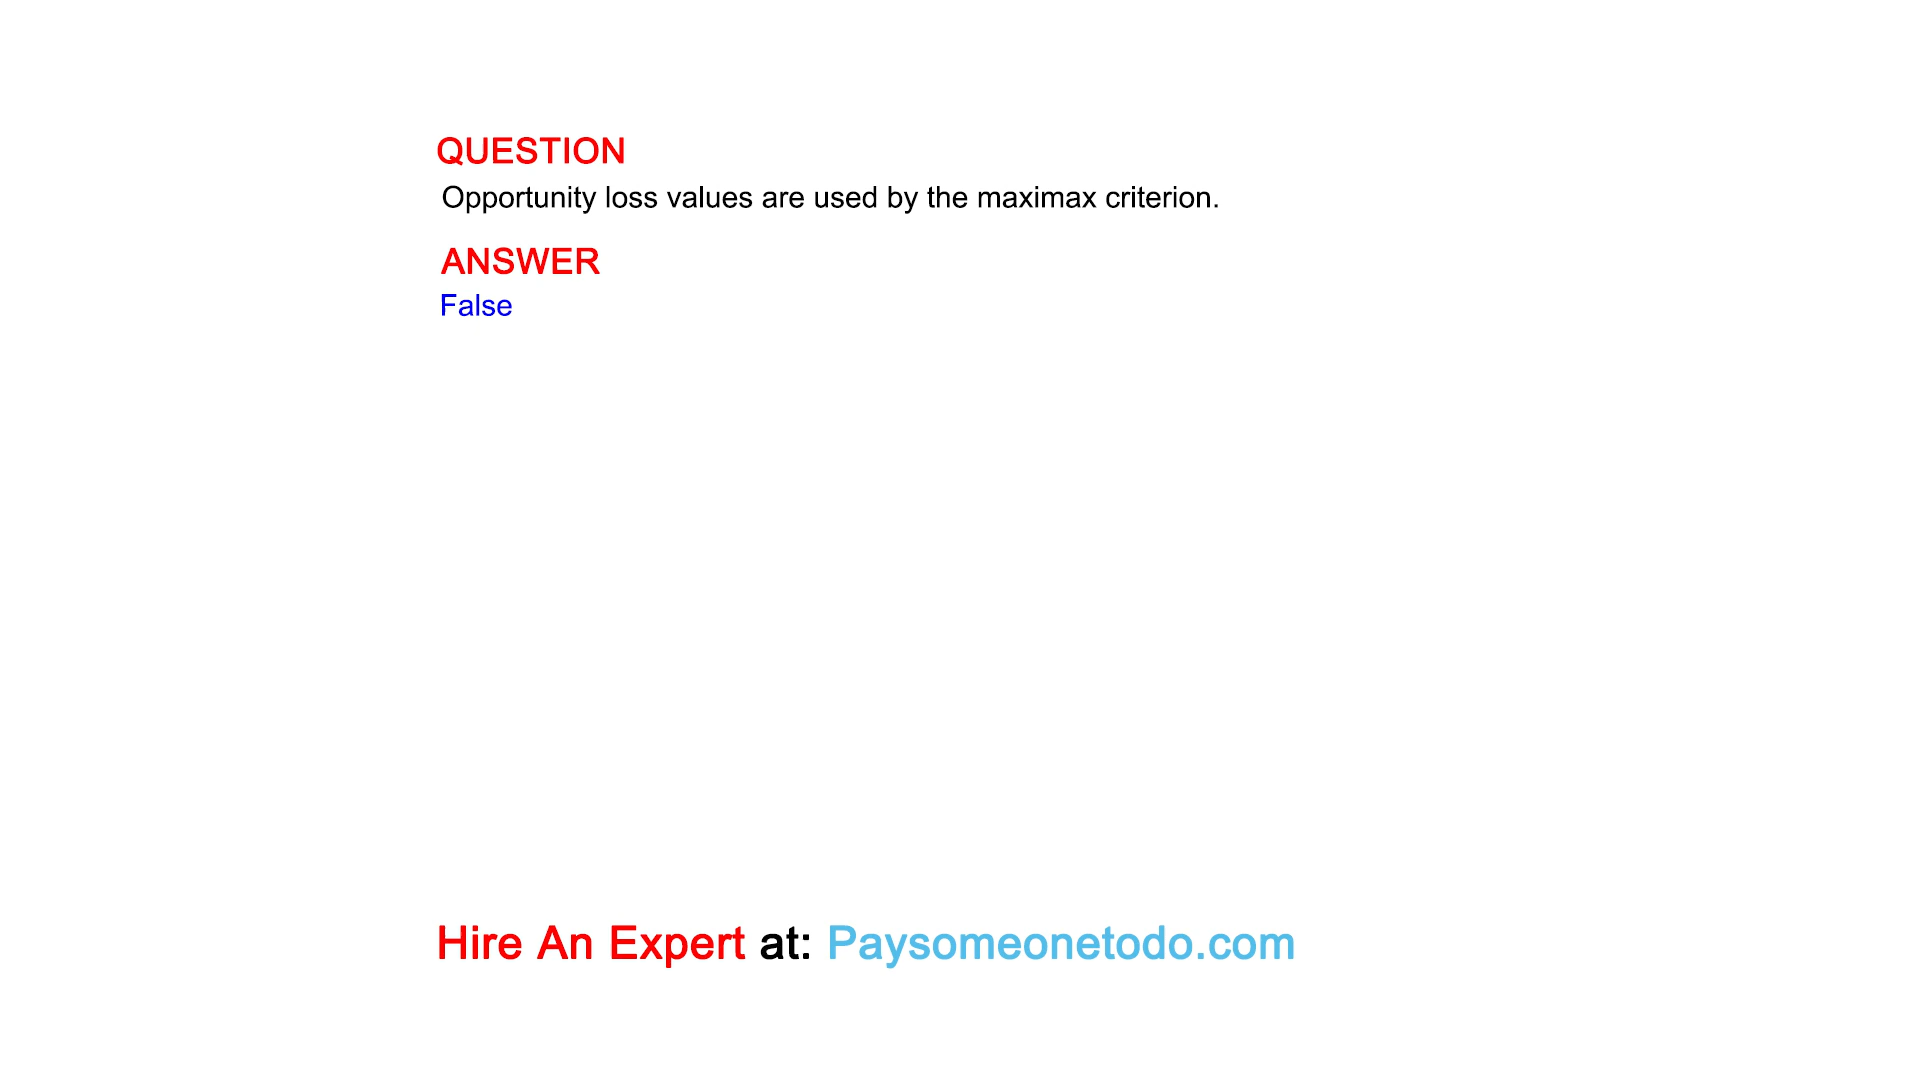 QUESTION
Opportunity loss values are used by the maximax criterion.
ANSWER
False
Hire An Expert at: Paysomeonetodo.com